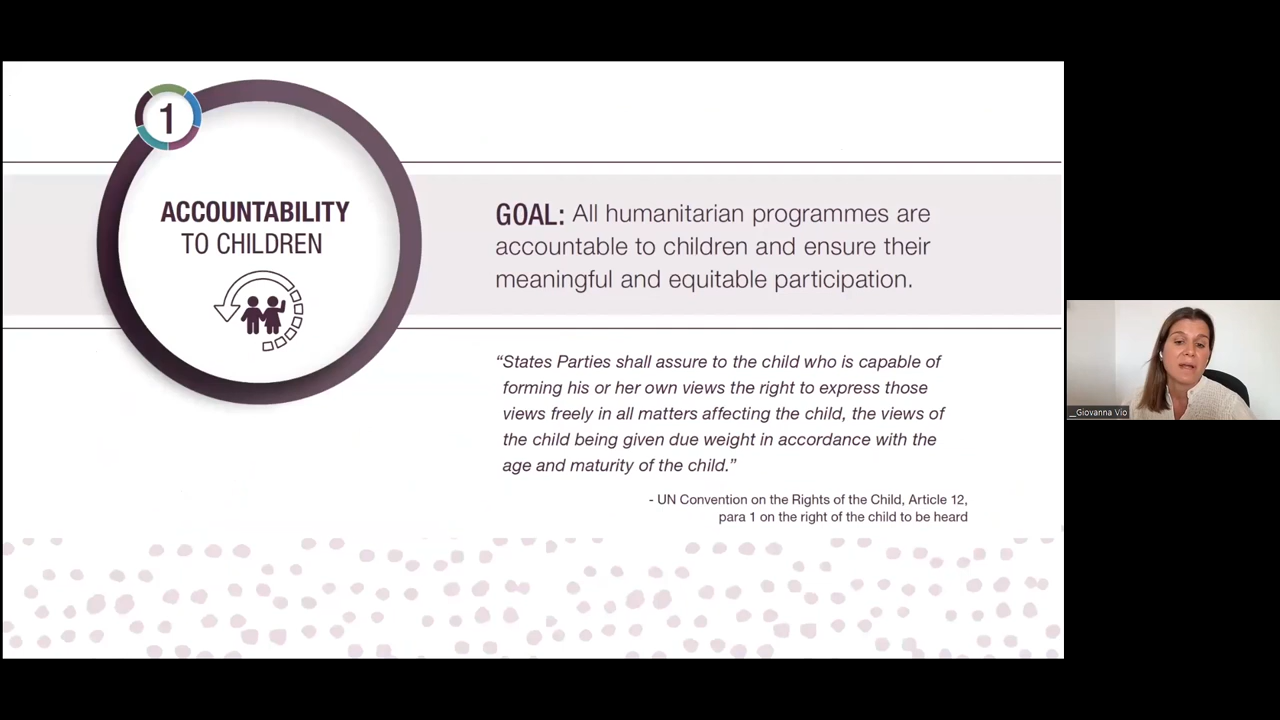 1
ACCOUNTABILITY
TO CHILDREN
GOAL: All humanitarian programmes are
accountable to children and ensure their
meaningful and equitable participation.
“States Parties shall assure to the child who is capable of
forming his or her own views the right to express those
views freely in all matters affecting the child, the views of
the child being given due weight in accordance with the
age and maturity of the child.”
- UN Convention on the Rights of the Child, Article 12,
para 1 on the right of the child to be heard
__Giovanna Vio